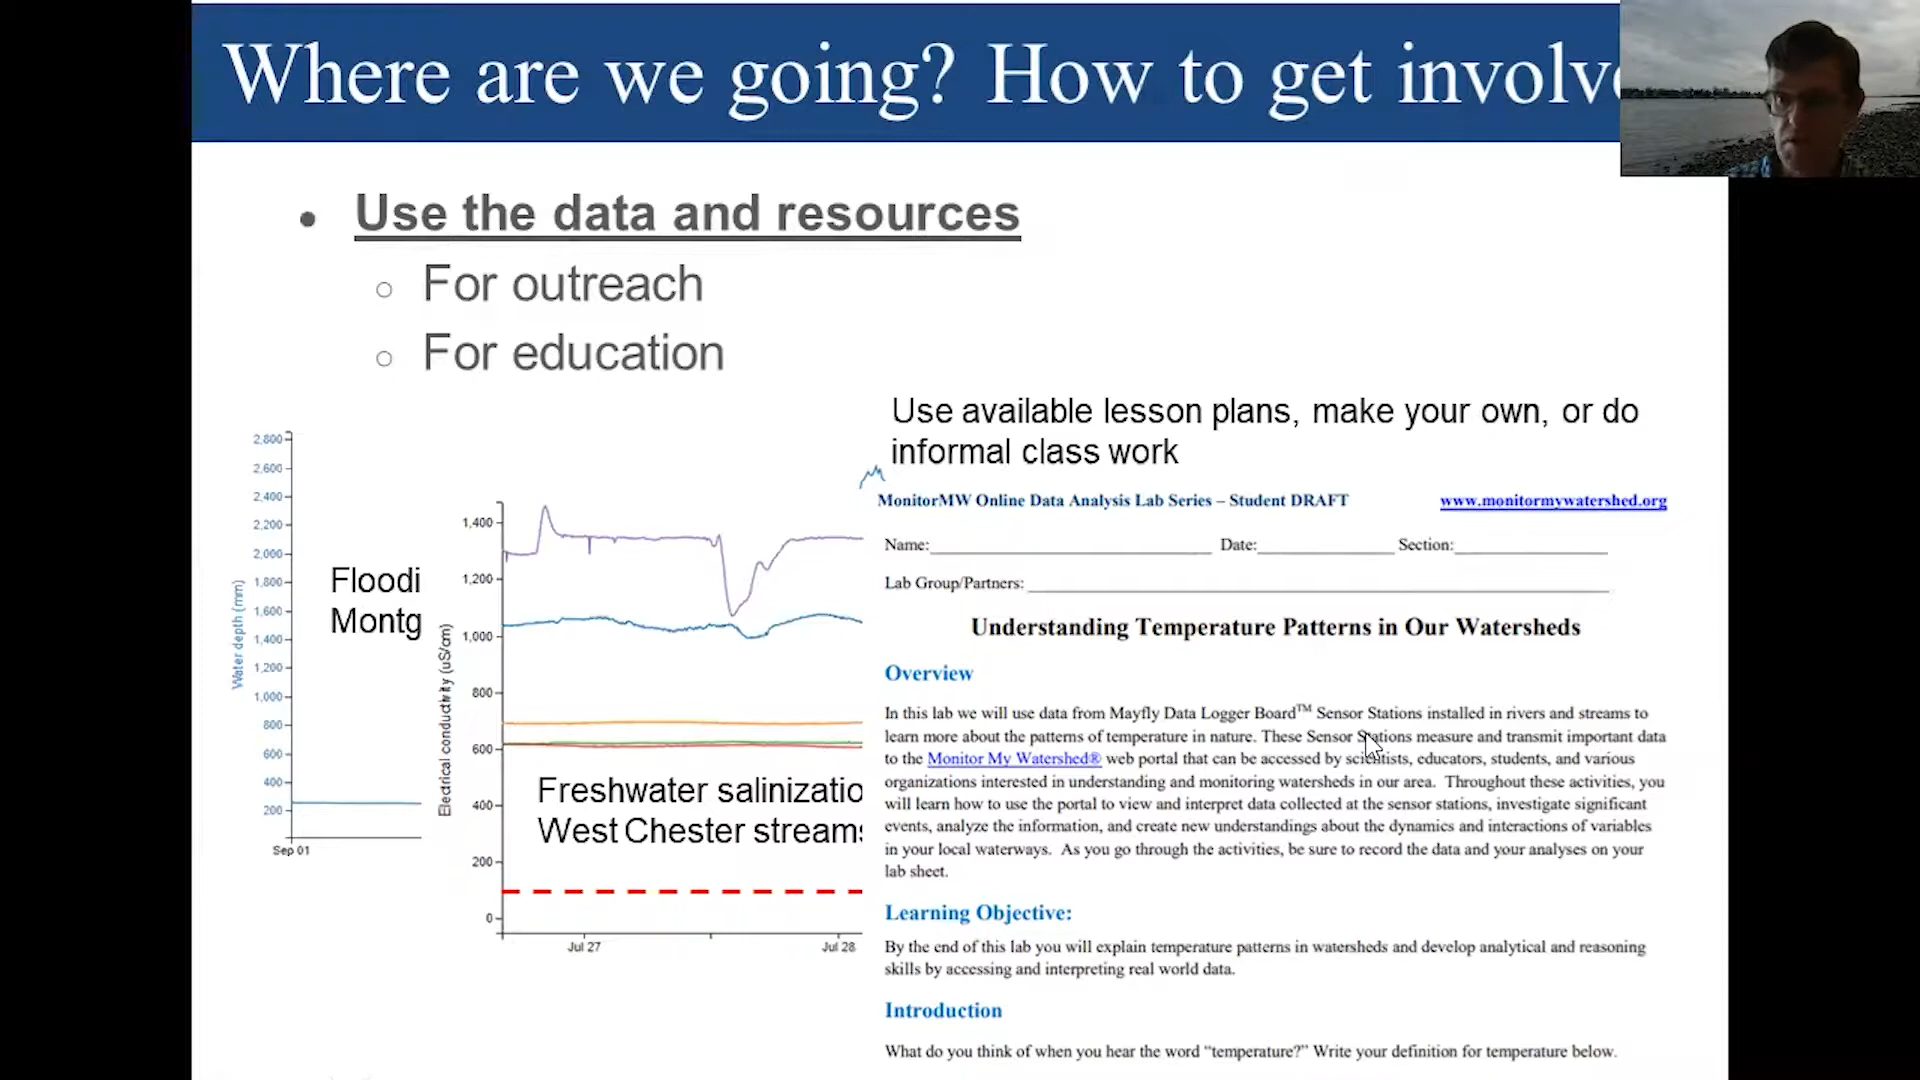 Where are we going? How to get involv
• Use the data and resources
○ For outreach
○ For education
Use available lesson plans, make your own, or do
informal class work
2,800
2,600
2,400
2,200
2,000
1,800
1,600
1,400
1,200
1,000
800
600
400
200
Water depth (mm)
Sep 01
Floodi
Montg
1,400
1,200
1,000
800
600
400
200
0
Electrical conductivity (uS/cm)
Jul 27
Jul 28
Freshwater salinizatio
West Chester streams
MonitorMW Online Data Analysis Lab Series – Student DRAFT www.monitormywatershed.org
Name: Date: Section:
Lab Group/Partners:
Understanding Temperature Patterns in Our Watersheds
Overview
In this lab we will use data from Mayfly Data Logger Board™ Sensor Stations installed in rivers and streams to
learn more about the patterns of temperature in nature. These Sensor Stations measure and transmit important data
to the Monitor My Watershed® web portal that can be accessed by scientists, educators, students, and various
organizations interested in understanding and monitoring watersheds in our area. Throughout these activities, you
will learn how to use the portal to view and interpret data collected at the sensor stations, investigate significant
events, analyze the information, and create new understandings about the dynamics and interactions of variables
in your local waterways. As you go through the activities, be sure to record the data and your analyses on your
lab sheet.
Learning Objective:
By the end of this lab you will explain temperature patterns in watersheds and develop analytical and reasoning
skills by accessing and interpreting real world data.
Introduction
What do you think of when you hear the word “temperature?” Write your definition for temperature below.